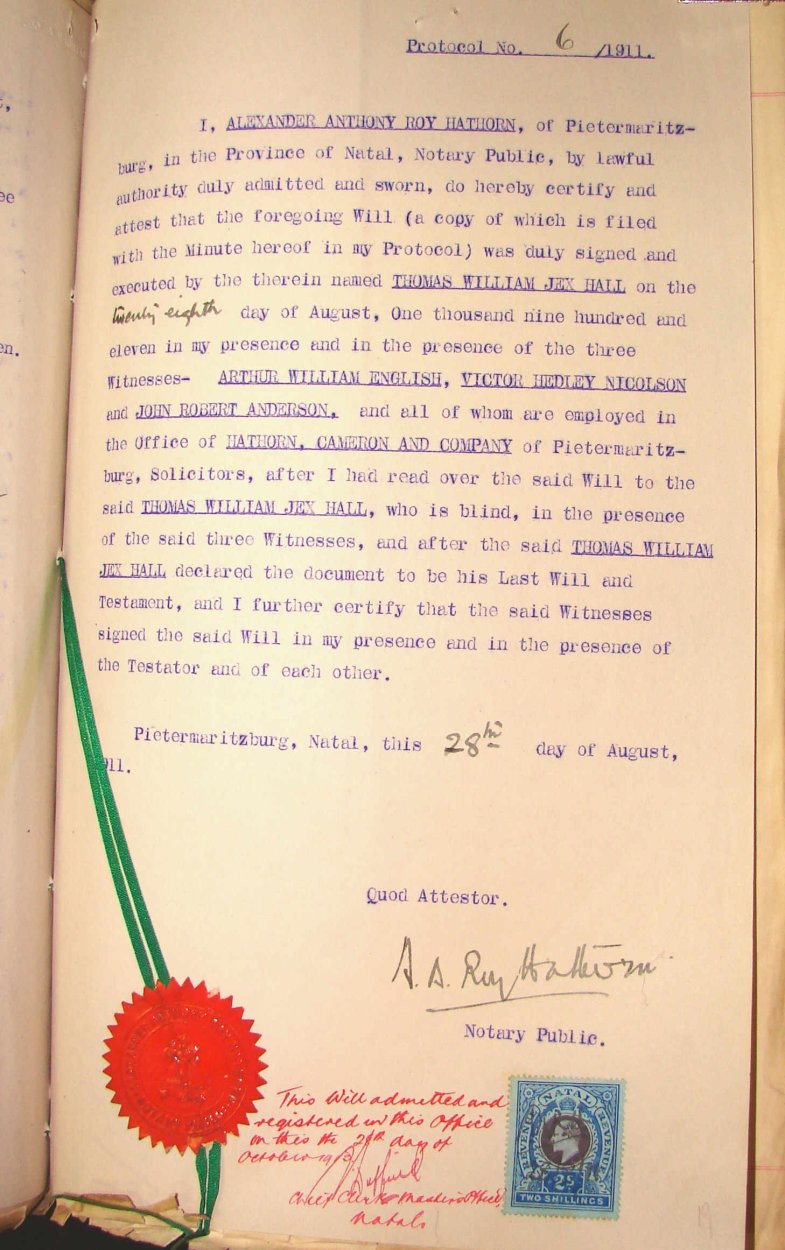 Protocol No. 6 /1911.
I, ALEXANDER ANTHONY ROY HATHORN, of Pietermaritz-
burg, in the Province of Natal, Notary Public, by lawful
authority duly admitted and sworn, do hereby certify and
attest that the foregoing Will (a copy of which is filed
with the Minute hereof in my Protocol) was duly signed and
executed by the therein named THOMAS WILLIAM JEX HALL on the
twenty eighth day of August, One thousand nine hundred and
eleven in my presence and in the presence of the three
Witnesses- ARTHUR WILLIAM ENGLISH, VICTOR HEDLEY NICOLSON
and JOHN ROBERT ANDERSON, and all of whom are employed in
the Office of HATHORN, CAMERON AND COMPANY of Pietermaritz-
burg, Solicitors, after I had read over the said Will to the
said THOMAS WILLIAM JEX HALL, who is blind, in the presence
of the said three Witnesses, and after the said THOMAS WILLIAM
JEX HALL declared the document to be his Last Will and
Testament, and I further certify that the said Witnesses
signed the said Will in my presence and in the presence of
the Testator and of each other.
Pietermaritzburg, Natal, this 28th day of August,
911.
Quod Attestor.
A. A. Roy Hathorn
Notary Public.
This Will admitted and
registered in this Office
on this the day of
October
Chief Clerk Master's Office,
Natal
NATAL
REVENUE REVENUE
2S
TWO SHILLINGS